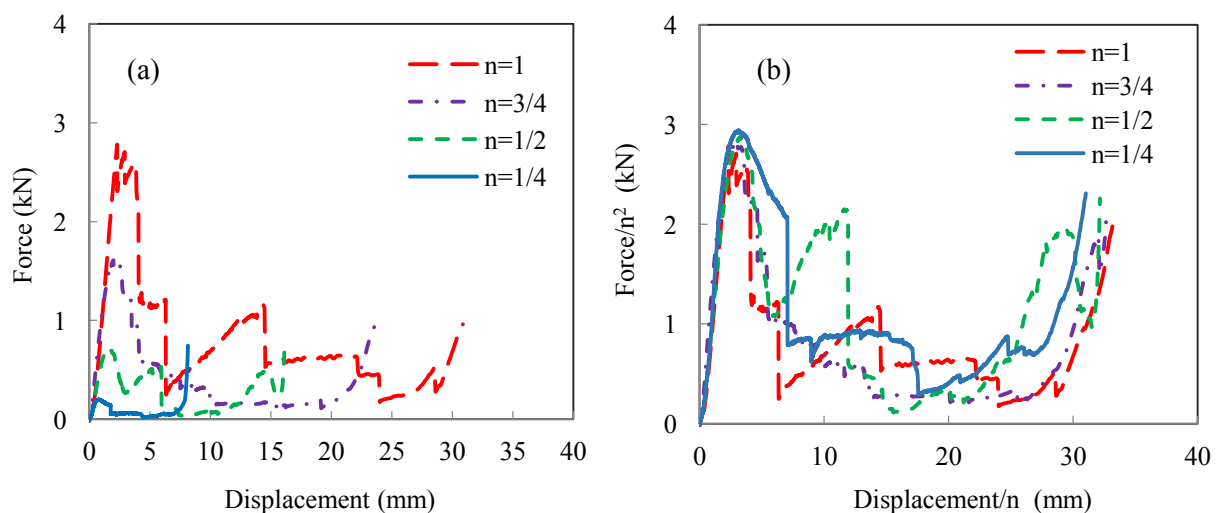 (a)
n=1
n=3/4
n=1/2
n=1/4
Force (kN)
4
3
2
1
0
0 5 10 15 20 25 30 35 40
Displacement (mm)
(b)
n=1
n=3/4
n=1/2
n=1/4
Force/n² (kN)
4
3
2
1
0
0 10 20 30 40
Displacement/n (mm)